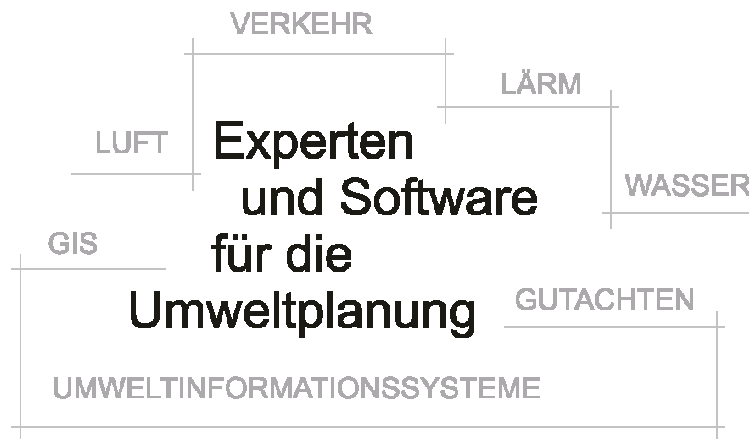 VERKEHR
LÄRM
LUFT
Experten
und Software
WASSER
für die
GIS
Umweltplanung
GUTACHTEN
UMWELTINFORMATIONSSYSTEME